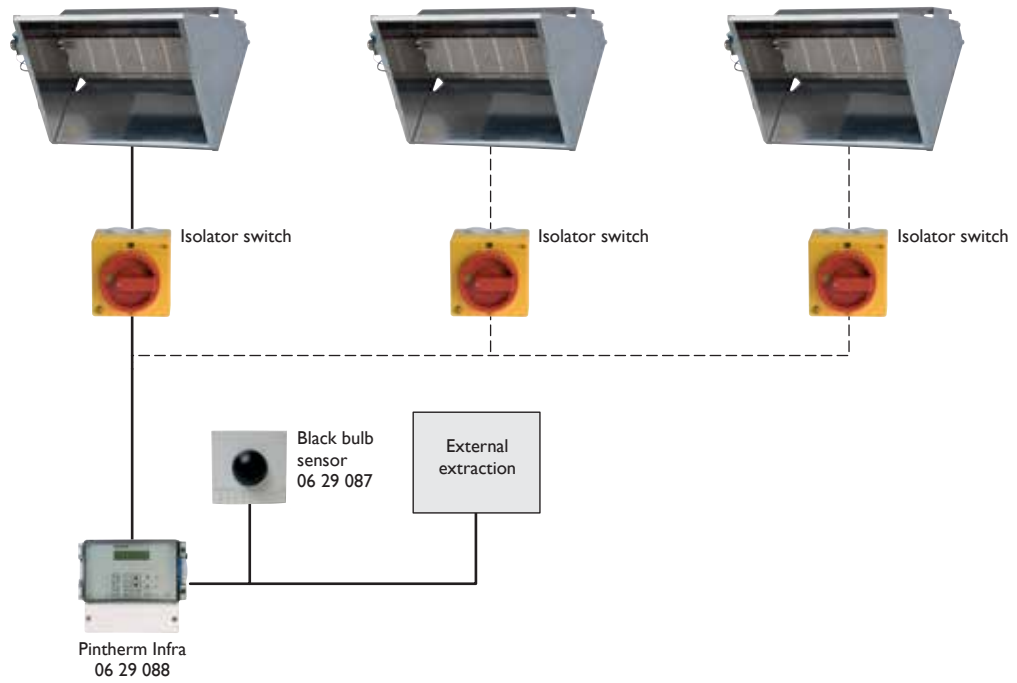 Isolator switch
Isolator switch
Isolator switch
Black bulb
sensor
06 29 087
External
extraction
Pintherm Infra
06 29 088